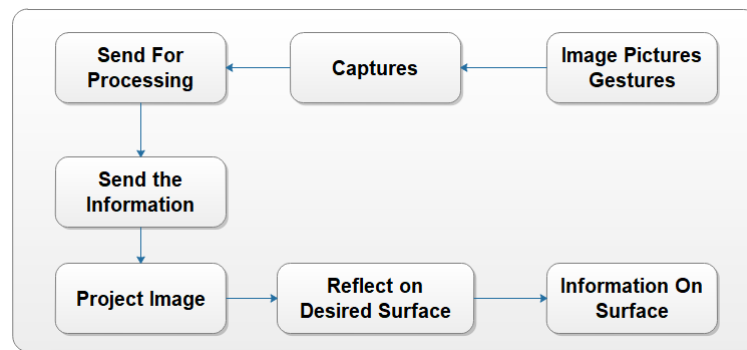 Send For
Processing
Captures
Image Pictures
Gestures
Send the
Information
Project Image
Reflect on
Desired Surface
Information On
Surface